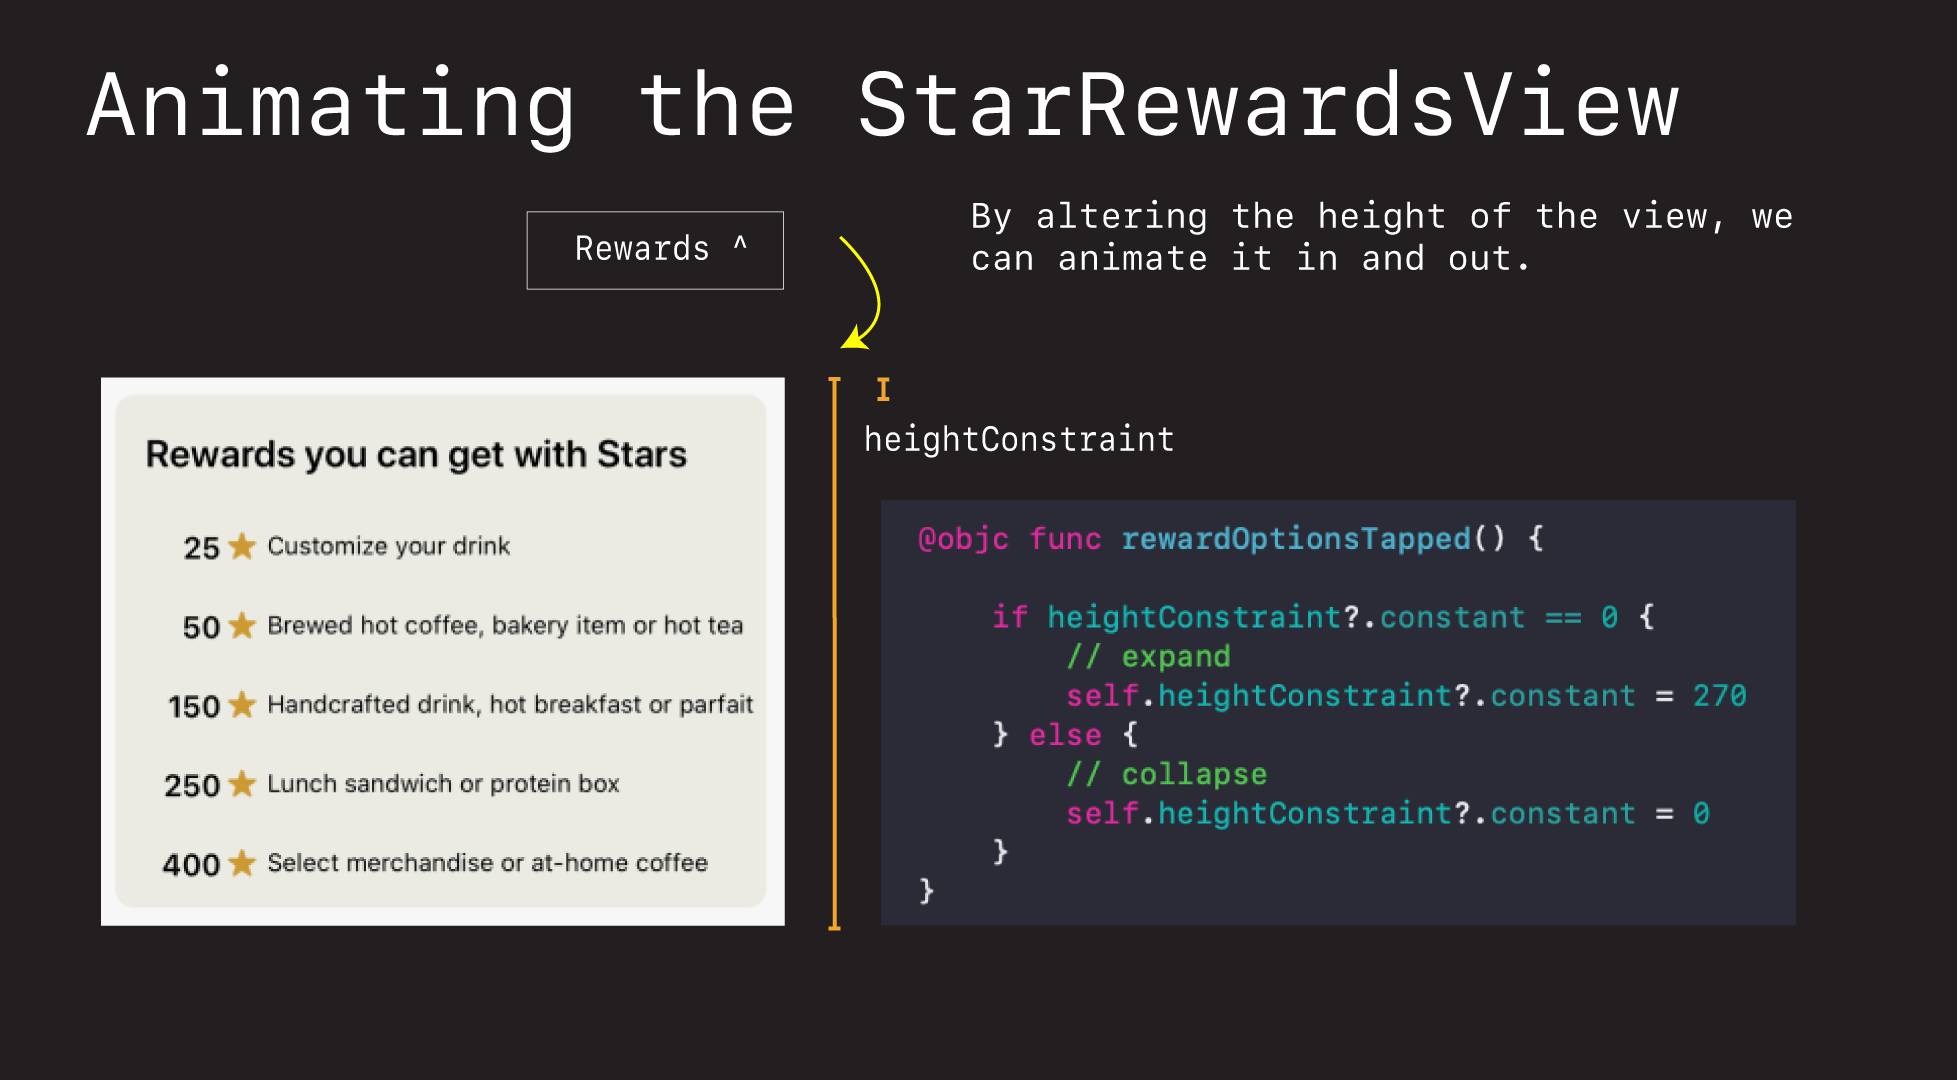 Animating the StarRewardsView
Rewards ^
By altering the height of the view, we
can animate it in and out.
heightConstraint
Rewards you can get with Stars
25 Customize your drink
50 Brewed hot coffee, bakery item or hot tea
150 Handcrafted drink, hot breakfast or parfait
250 Lunch sandwich or protein box
400 Select merchandise or at-home coffee
@objc func rewardOptionsTapped() {
    if heightConstraint?.constant == 0 {
        // expand
        self.heightConstraint?.constant = 270
    } else {
        // collapse
        self.heightConstraint?.constant = 0
    }
}